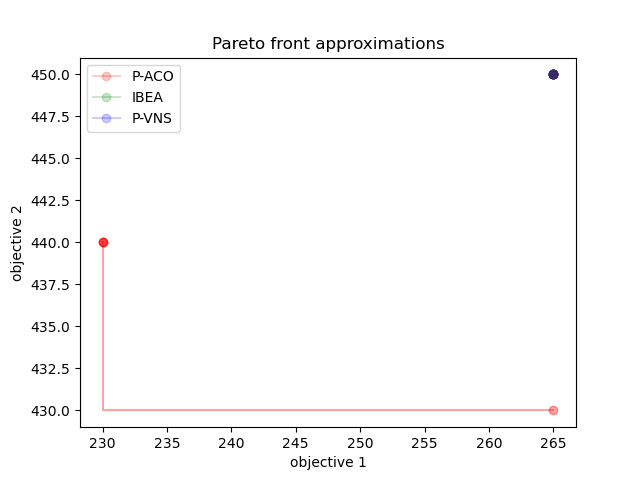 Pareto front approximations
P-ACO
IBEA
P-VNS
450.0
447.5
445.0
442.5
440.0
437.5
435.0
432.5
430.0
objective 2
230
235
240
245
250
255
260
265
objective 1